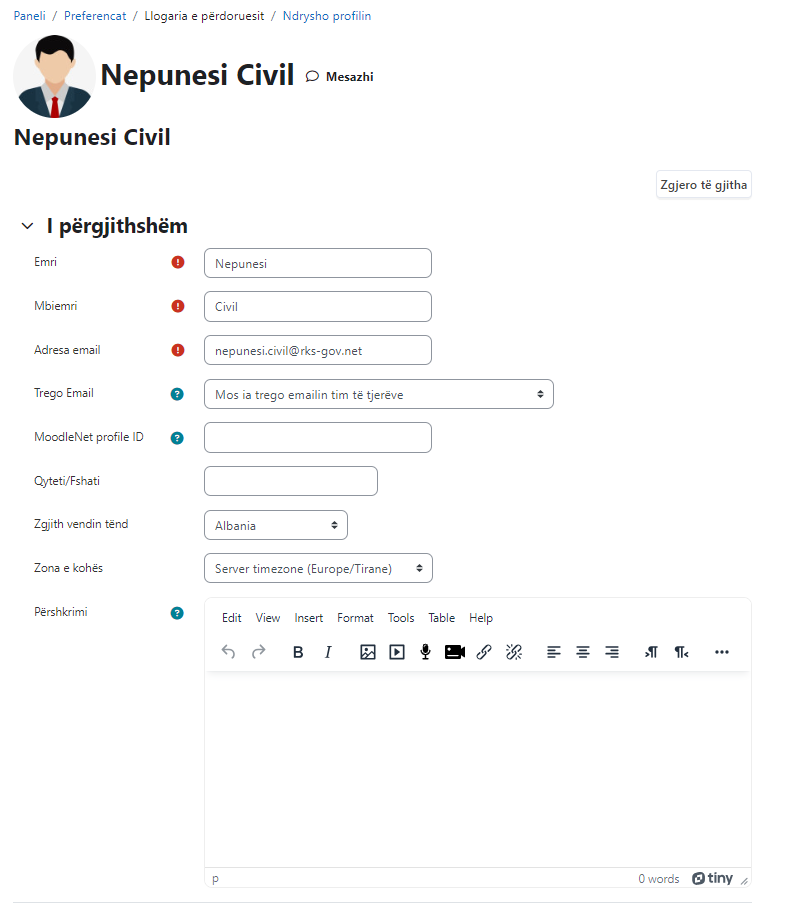 Paneli / Preferencat / Llogaria e përdoruesit / Ndrysho profilin
Nepunesi Civil Mesazhi
Nepunesi Civil
Zgjero të gjitha
I përgjithshëm
Emri Nepunesi
Mbiemri Civil
Adresa email nepunesi.civil@rks-gov.net
Trego Email Mos ia trego emailin tim të tjerëve
MoodleNet profile ID
Qyteti/Fshati
Zgjith vendin tënd Albania
Zona e kohës Server timezone (Europe/Tirane)
Përshkrimi
Edit View Insert Format Tools Table Help
B I
p 0 words tiny